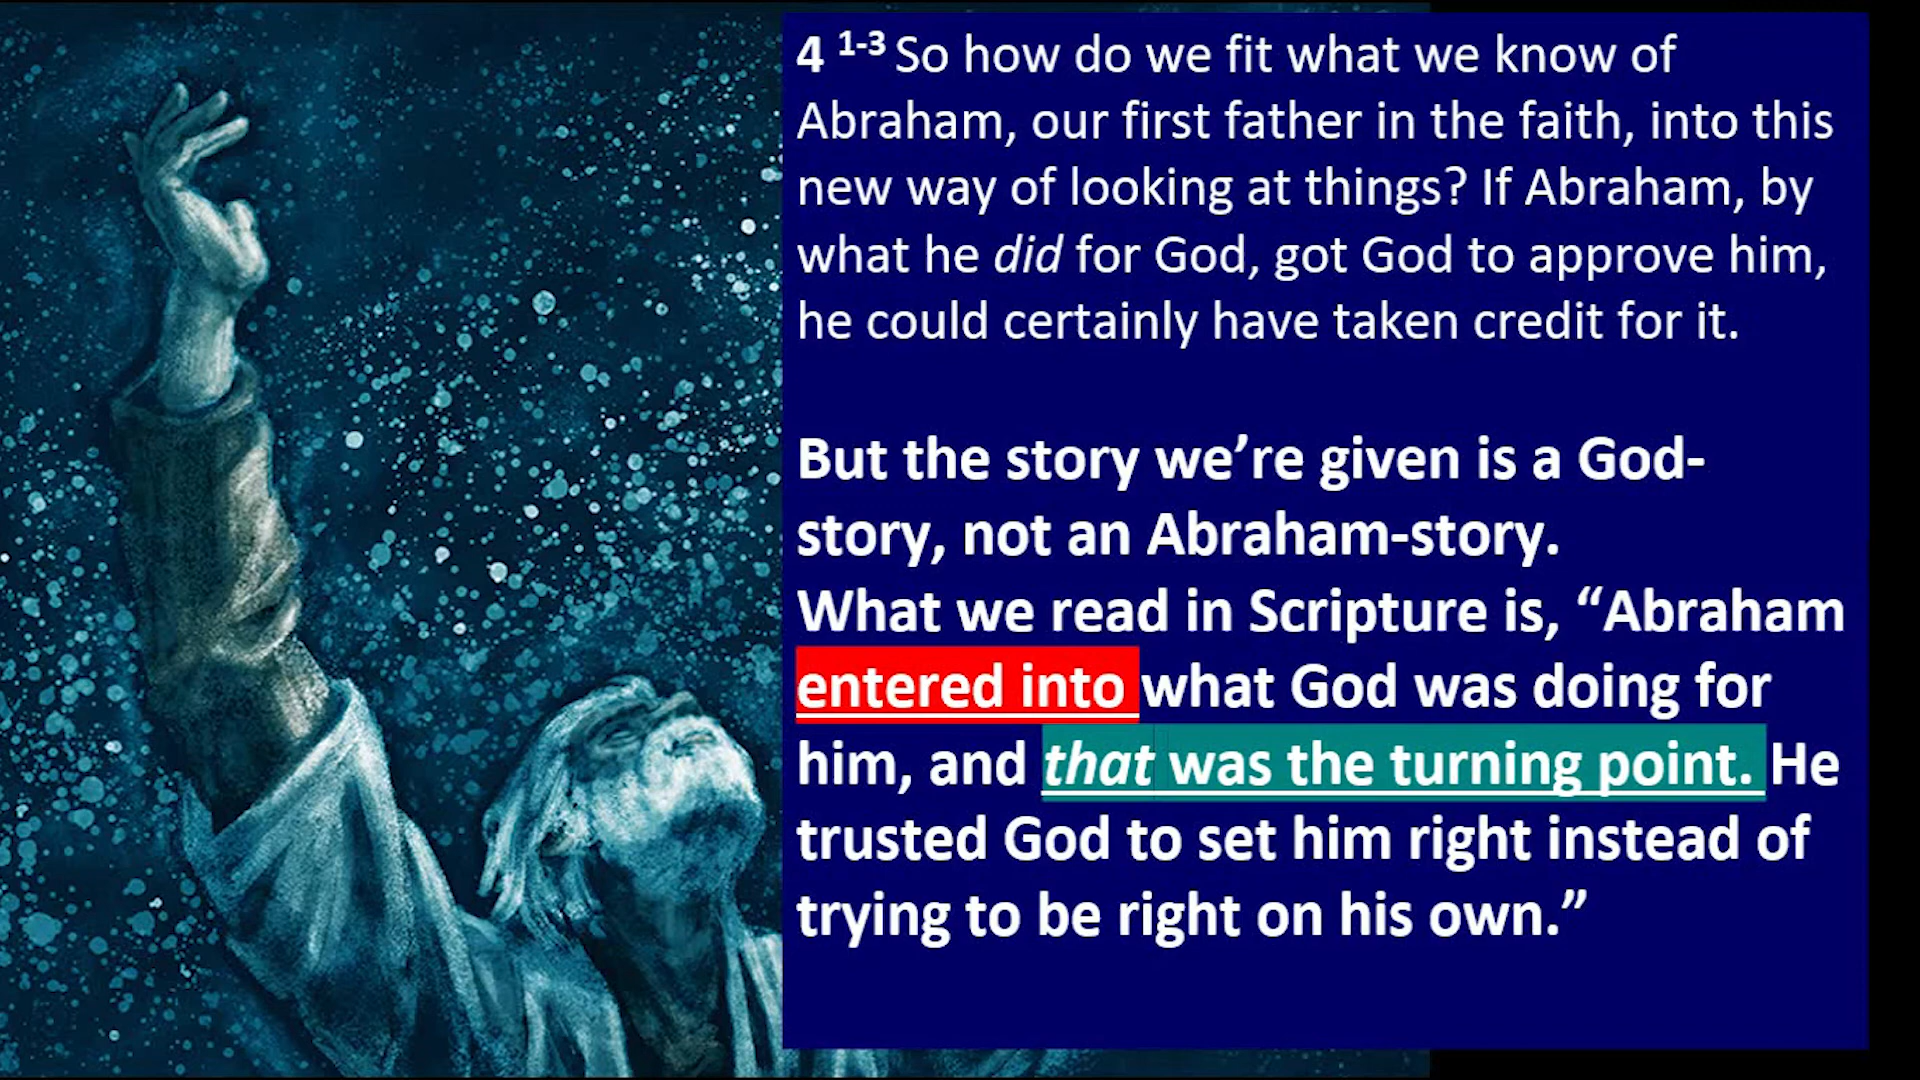 4 1-3 So how do we fit what we know of
Abraham, our first father in the faith, into this
new way of looking at things? If Abraham, by
what he did for God, got God to approve him,
he could certainly have taken credit for it.
But the story we’re given is a God-
story, not an Abraham-story.
What we read in Scripture is, “Abraham
entered into what God was doing for
him, and that was the turning point. He
trusted God to set him right instead of
trying to be right on his own.”